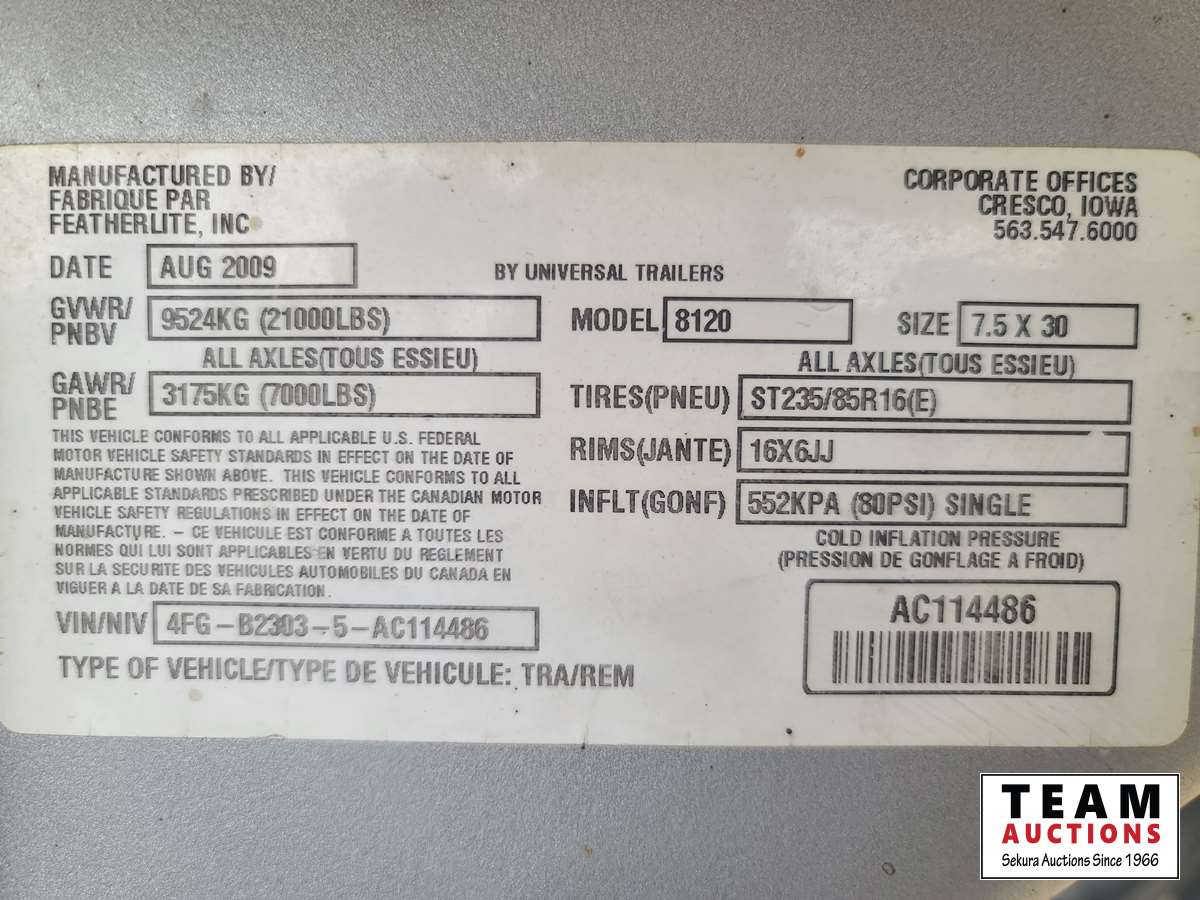 MANUFACTURED BY/
FABRIQUE PAR
FEATHERLITE, INC
CORPORATE OFFICES
CRESCO, IOWA
563.547.6000
DATE AUG 2009
BY UNIVERSAL TRAILERS
GVWR/
PNBV
9524KG (21000LBS)
MODEL 8120
SIZE 7.5 X 30
ALL AXLES(TOUS ESSIEU)
GAWR/
PNBE
3175KG (7000LBS)
ALL AXLES(TOUS ESSIEU)
TIRES(PNEU) ST235/85R16(E)
RIMS(JANTE) 16X6JJ
INFLT(GONF) 552KPA (80PSI) SINGLE
COLD INFLATION PRESSURE
(PRESSION DE GONFLAGE A FROID)
THIS VEHICLE CONFORMS TO ALL APPLICABLE U.S. FEDERAL
MOTOR VEHICLE SAFETY STANDARDS IN EFFECT ON THE DATE OF
MANUFACTURE SHOWN ABOVE. THIS VEHICLE CONFORMS TO ALL
APPLICABLE STANDARDS PRESCRIBED UNDER THE CANADIAN MOTOR
VEHICLE SAFETY REGULATIONS IN EFFECT ON THE DATE OF
MANUFACTURE. – CE VEHICULE EST CONFORME A TOUTES LES
NORMES QUI LUI SONT APPLICABLES EN VERTU DU REGLEMENT
SUR LA SECURITE DES VEHICULES AUTOMOBILES DU CANADA EN
VIGUER A LA DATE DE SA FABRICATION.
VIN/NIV 4FG–B2303–5–AC114486
TYPE OF VEHICLE/TYPE DE VEHICULE: TRA/REM
AC114486
TEAM
AUCTIONS
Sekura Auctions Since 1966